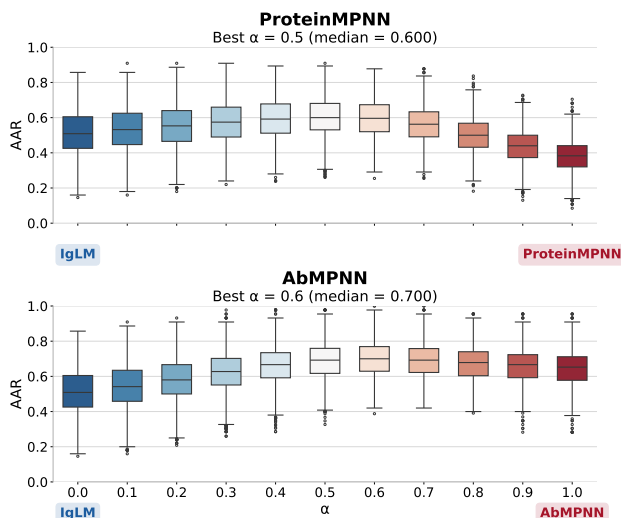 ProteinMPNN
Best α = 0.5 (median = 0.600)
1.0
0.8
0.6
0.4
0.2
0.0
AAR
IgLM
ProteinMPNN
AbMPNN
Best α = 0.6 (median = 0.700)
1.0
0.8
0.6
0.4
0.2
0.0
AAR
0.0 0.1 0.2 0.3 0.4 0.5 0.6 0.7 0.8 0.9 1.0
α
IgLM
AbMPNN